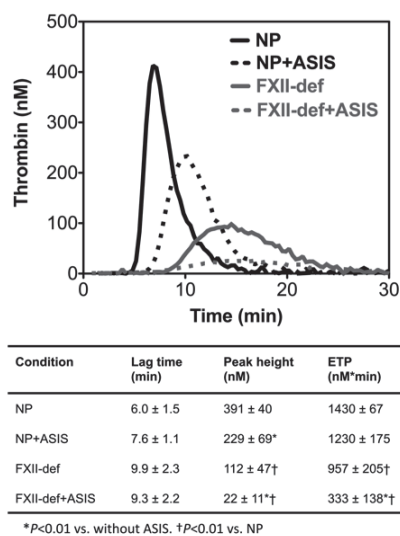 500
400
300
200
100
0
Thrombin (nM)
NP
NP+ASIS
FXII-def
FXII-def+ASIS
0 10 20 30
Time (min)
Condition Lag time (min) Peak height (nM) ETP (nM*min)
NP 6.0 ± 1.5 391 ± 40 1430 ± 67
NP+ASIS 7.6 ± 1.1 229 ± 69* 1230 ± 175
FXII-def 9.9 ± 2.3 112 ± 47† 957 ± 205†
FXII-def+ASIS 9.3 ± 2.2 22 ± 11*† 333 ± 138*†
*P<0.01 vs. without ASIS. †P<0.01 vs. NP